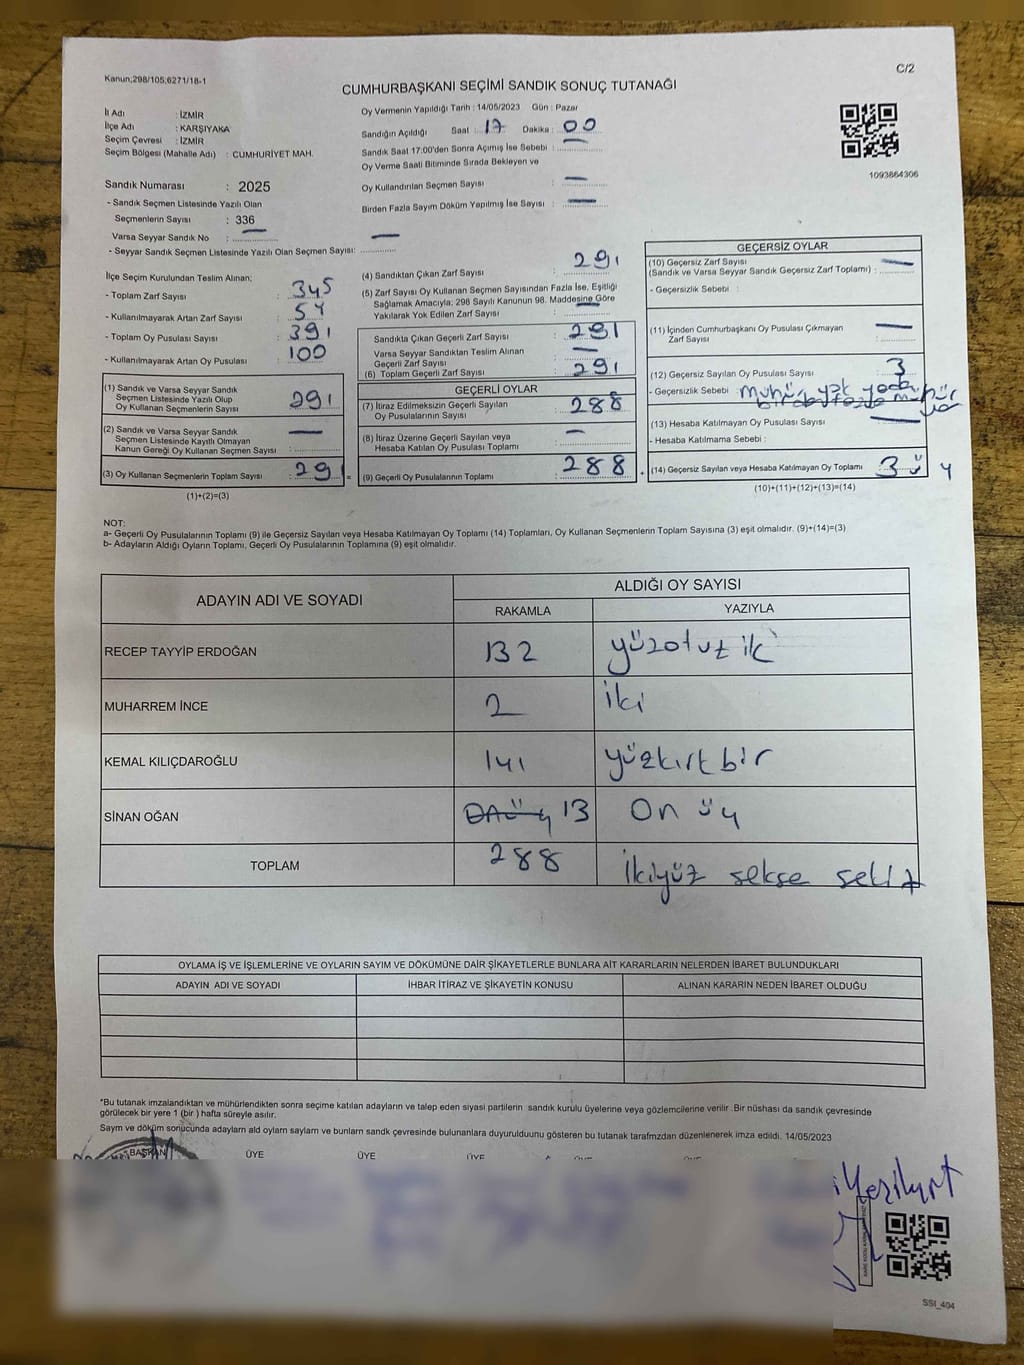 Kanun;298/105;6271/18-1
C/2
CUMHURBAŞKANI SEÇİMİ SANDIK SONUÇ TUTANAĞI
İl Adı : İZMİR
İlçe Adı : KARŞIYAKA
Seçim Çevresi : İZMİR
Seçim Bölgesi (Mahalle Adı) : CUMHURİYET MAH.
Sandık Numarası : 2025
- Sandık Seçmen Listesinde Yazılı Olan
Seçmenlerin Sayısı : 336
Varsa Seyyar Sandık No : —
- Seyyar Sandık Seçmen Listesinde Yazılı Olan Seçmen Sayısı: —
Oy Vermenin Yapıldığı Tarih : 14/05/2023 Gün : Pazar
Sandığın Açıldığı Saat : 17 Dakika : 00
Sandık Saat 17:00'den Sonra Açımış İse Sebebi : —
Oy Verme Saati Bitiminde Sırada Bekleyen ve
Oy Kullandırılan Seçmen Sayısı : —
Birden Fazla Sayım Döküm Yapılmış İse Sayısı : —
1093864306
İlçe Seçim Kurulundan Teslim Alınan;
- Toplam Zarf Sayısı : 345
- Kullanılmayarak Artan Zarf Sayısı : 54
- Toplam Oy Pusulası Sayısı : 391
- Kullanılmayarak Artan Oy Pusulası : 100
(1) Sandık ve Varsa Seyyar Sandık
Seçmen Listesinde Yazılı Olup
Oy Kullanan Seçmenlerin Sayısı : 291
(2) Sandık ve Varsa Seyyar Sandık
Seçmen Listesinde Kayıtlı Olmayan
Kanun Gereği Oy Kullanan Seçmen Sayısı : —
(3) Oy Kullanan Seçmenlerin Toplam Sayısı : 291
(1)+(2)=(3)
(4) Sandıktan Çıkan Zarf Sayısı : 291
(5) Zarf Sayısı Oy Kullanan Seçmen Sayısından Fazla İse, Eşitliği
Sağlamak Amacıyla; 298 Sayılı Kanunun 98. Maddesine Göre
Yakılarak Yok Edilen Zarf Sayısı : —
Sandıkta Çıkan Geçerli Zarf Sayısı : 291
Varsa Seyyar Sandıktan Teslim Alınan
Geçerli Zarf Sayısı : —
(6) Toplam Geçerli Zarf Sayısı : 291
GEÇERLİ OYLAR
(7) İtiraz Edilmeksizin Geçerli Sayılan
Oy Pusulalarının Sayısı : 288
(8) İtiraz Üzerine Geçerli Sayılan veya
Hesaba Katılan Oy Pusulası Toplamı : —
(9) Geçerli Oy Pusulalarının Toplamı : 288
GEÇERSİZ OYLAR
(10) Geçersiz Zarf Sayısı
(Sandık ve Varsa Seyyar Sandık Geçersiz Zarf Toplamı) : —
- Geçersizlik Sebebi :
(11) İçinden Cumhurbaşkanı Oy Pusulası Çıkmayan
Zarf Sayısı : —
(12) Geçersiz Sayılan Oy Pusulası Sayısı : 3
- Geçersizlik Sebebi : mühür yok yada
birden fazla mühür
(13) Hesaba Katılmayan Oy Pusulası Sayısı : —
- Hesaba Katılmama Sebebi :
(14) Geçersiz Sayılan veya Hesaba Katılmayan Oy Toplamı : 3 üç
(10)+(11)+(12)+(13)=(14)
NOT:
a- Geçerli Oy Pusulalarının Toplamı (9) ile Geçersiz Sayılan veya Hesaba Katılmayan Oy Toplamı (14) Toplamları, Oy Kullanan Seçmenlerin Toplam Sayısına (3) eşit olmalıdır. (9)+(14)=(3)
b- Adayların Aldığı Oyların Toplamı, Geçerli Oy Pusulalarının Toplamına (9) eşit olmalıdır.
ADAYIN ADI VE SOYADI
ALDIĞI OY SAYISI
RAKAMLA YAZIYLA
RECEP TAYYİP ERDOĞAN 132 yüzotuz iki
MUHARREM İNCE 2 iki
KEMAL KILIÇDAROĞLU 141 yüzkırk bir
SİNAN OĞAN 13 On üç
TOPLAM 288 ikiyüz sekse sekiz
OYLAMA İŞ VE İŞLEMLERİNE VE OYLARIN SAYIM VE DÖKÜMÜNE DAİR ŞİKAYETLERLE BUNLARA AİT KARARLARIN NELERDEN İBARET BULUNDUKLARI
ADAYIN ADI VE SOYADI İHBAR İTİRAZ VE ŞİKAYETİN KONUSU ALINAN KARARIN NEDEN İBARET OLDUĞU
*Bu tutanak imzalandıktan ve mühürlendikten sonra seçime katılan adayların ve talep eden siyasi partilerin sandık kurulu üyelerine veya gözlemcilerine verilir .Bir nüshası da sandık çevresinde
görülecek bir yere 1 (bir ) hafta süreyle asılır.
Sayım ve döküm sonucunda adayların ald oyların sayların ve bunların sandk çevresinde bulunanlara duyurulduunu gösteren bu tutanak tarafmzdan düzenlenerek imza edildi. 14/05/2023
BAŞKAN ÜYE ÜYE ÜYE
SSI_404